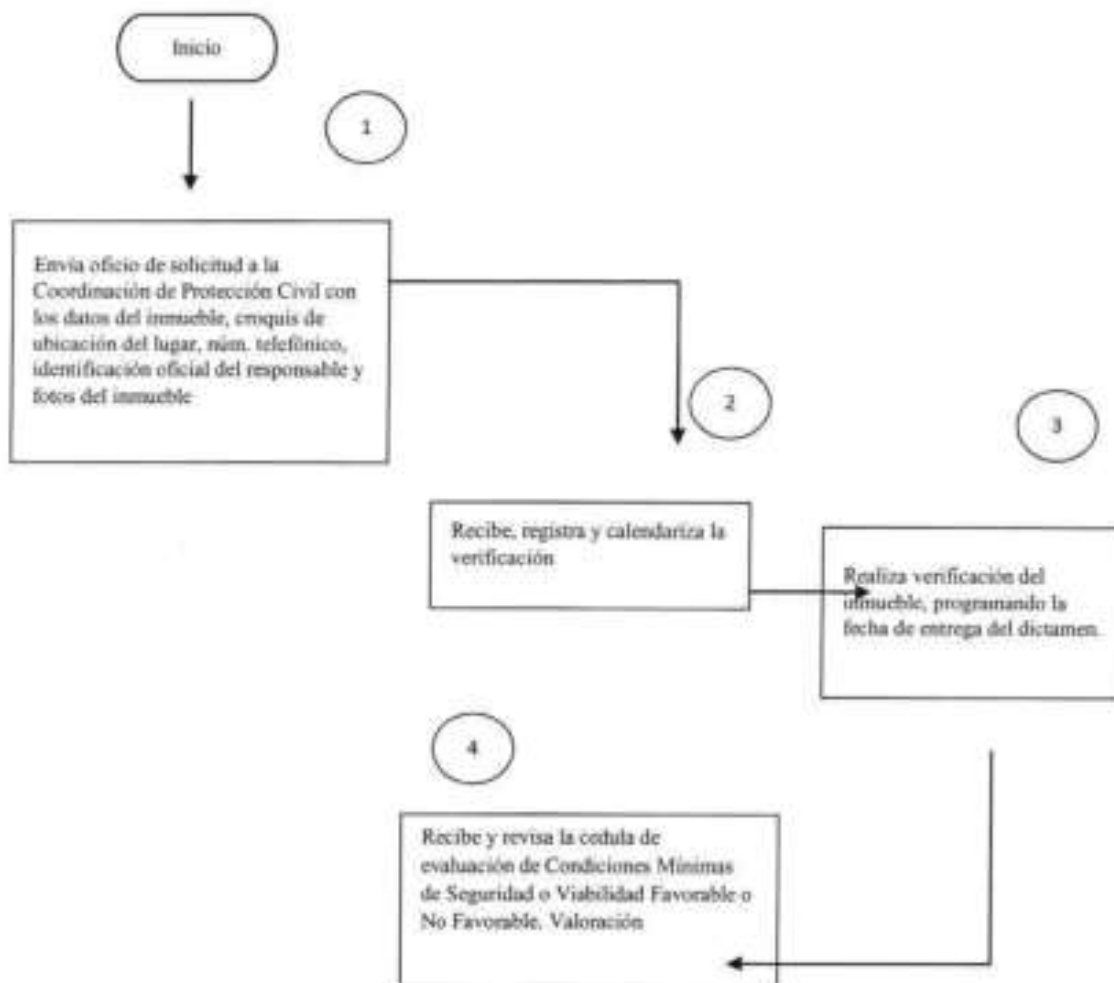 Inicio
1
Envía oficio de solicitud a la
Coordinación de Protección Civil con
los datos del inmueble, croquis de
ubicación del lugar, núm. telefónico,
identificación oficial del responsable y
fotos del inmueble
2
3
Recibe, registra y calendariza la
verificación
Realiza verificación del
inmueble, programando la
fecha de entrega del dictamen.
4
Recibe y revisa la cedula de
evaluación de Condiciones Mínimas
de Seguridad o Viabilidad Favorable o
No Favorable. Valoración